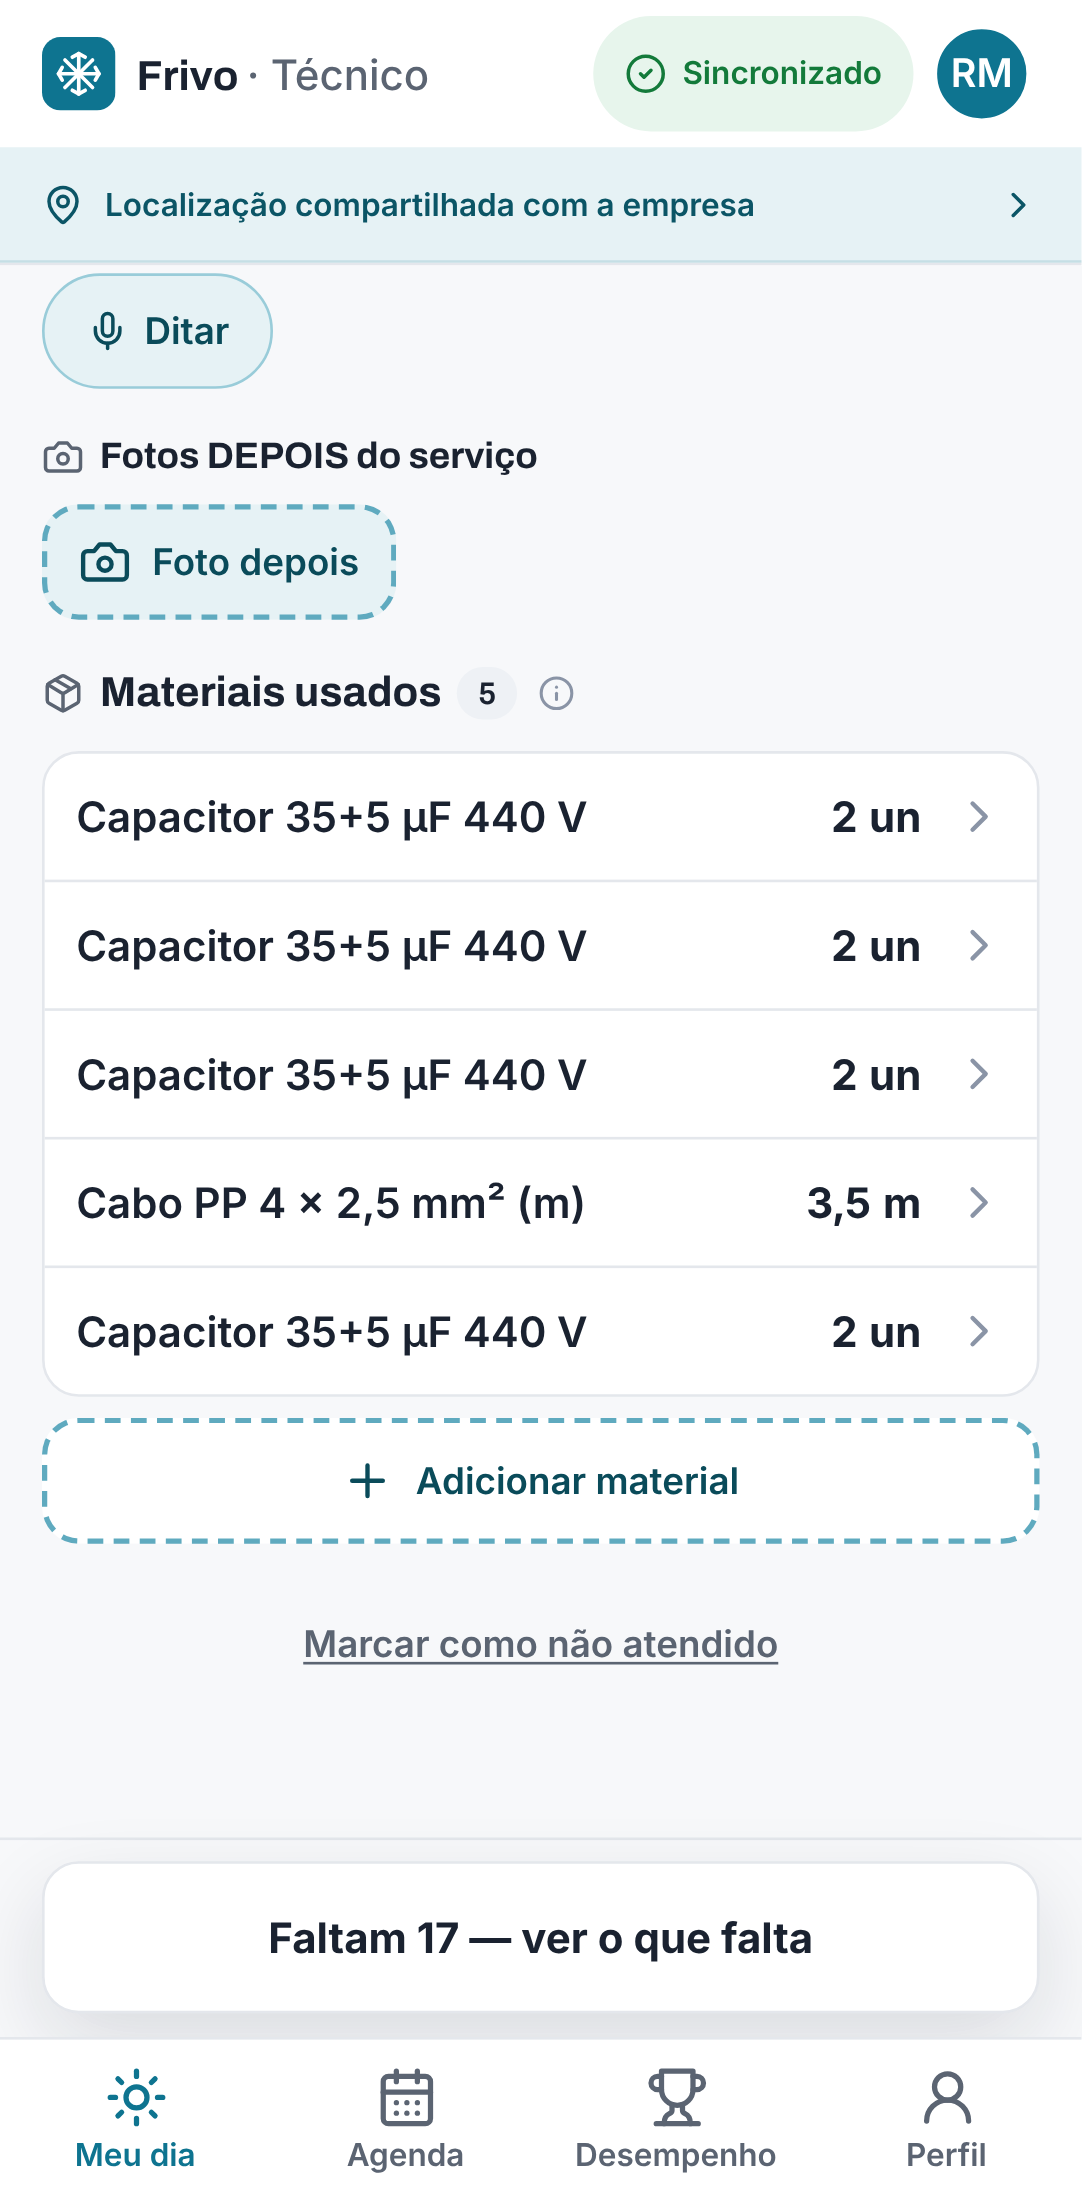 Frivo · Técnico
Sincronizado
RM
Localização compartilhada com a empresa
Ditar
Fotos DEPOIS do serviço
Foto depois
Materiais usados 5
Capacitor 35+5 µF 440 V 2 un
Capacitor 35+5 µF 440 V 2 un
Capacitor 35+5 µF 440 V 2 un
Cabo PP 4 × 2,5 mm² (m) 3,5 m
Capacitor 35+5 µF 440 V 2 un
Adicionar material
Marcar como não atendido
Faltam 17 — ver o que falta
Meu dia Agenda Desempenho Perfil